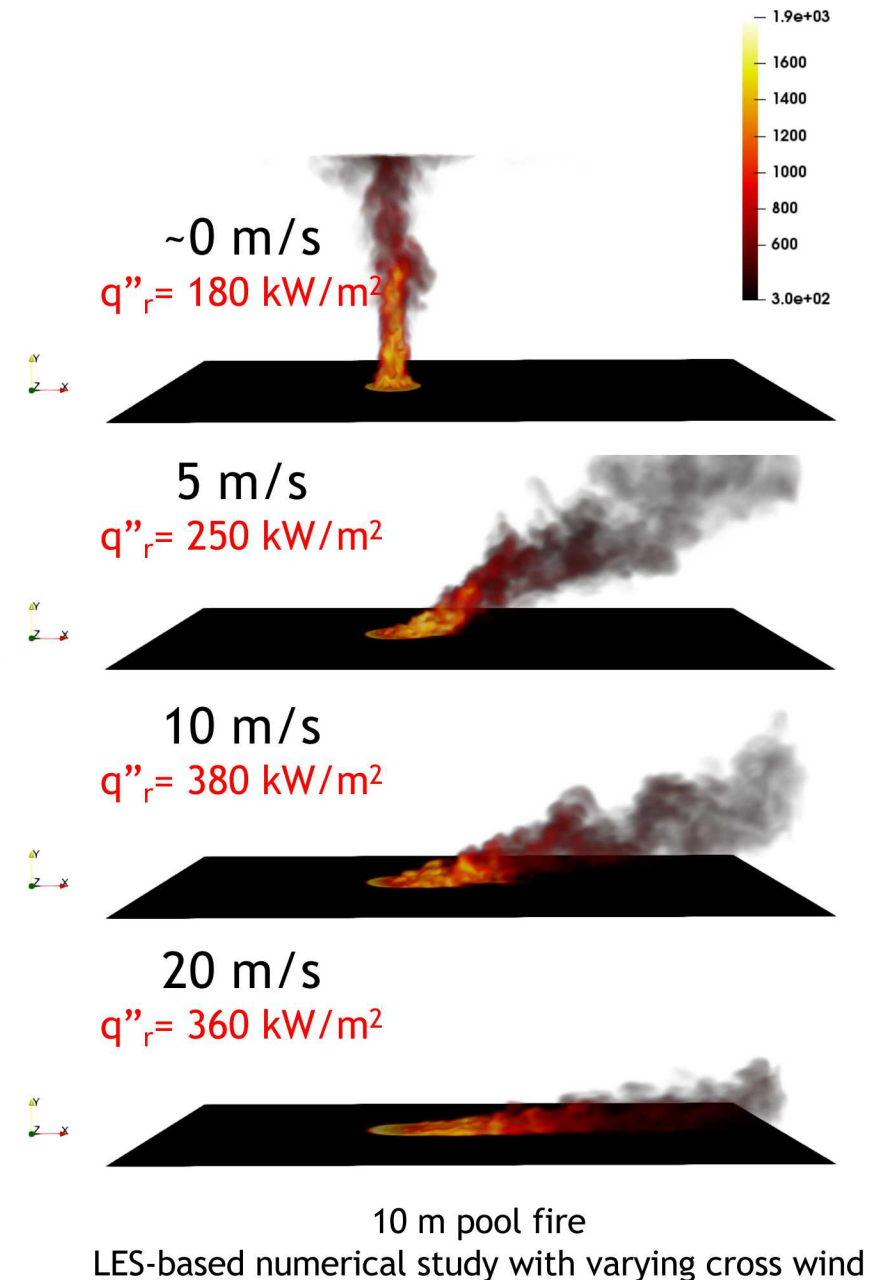 1.9e+03
1600
1400
1200
1000
800
600
3.0e+02
~0 m/s
q”r= 180 kW/m²
Y
Z X
5 m/s
q”r= 250 kW/m²
Y
Z X
10 m/s
q”r= 380 kW/m²
Y
Z X
20 m/s
q”r= 360 kW/m²
Y
Z X
10 m pool fire
LES-based numerical study with varying cross wind